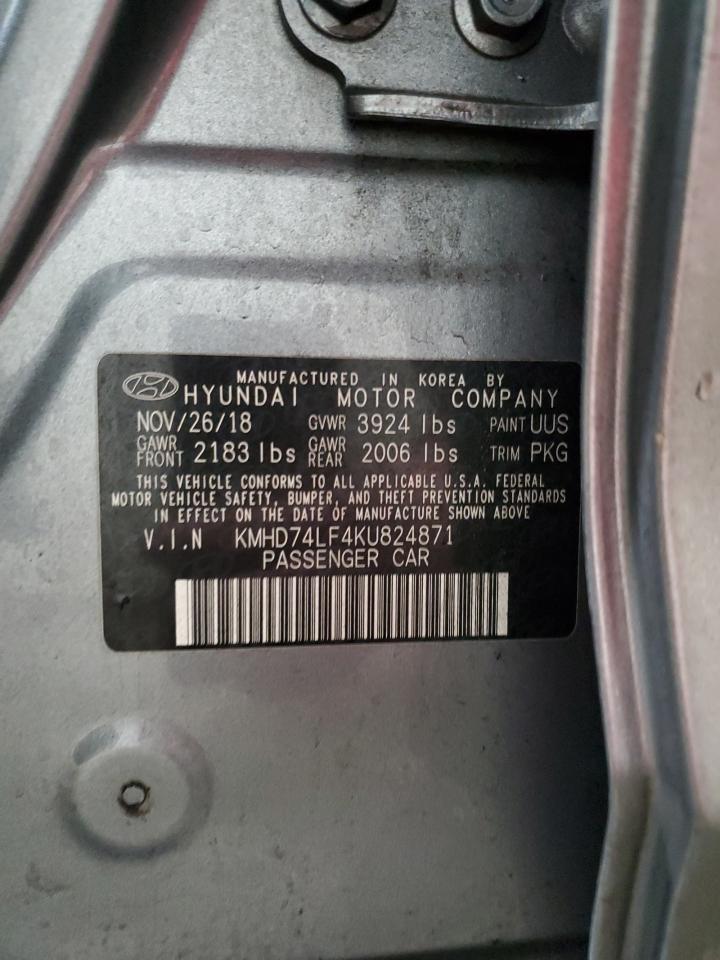 MANUFACTURED IN KOREA BY
HYUNDAI MOTOR COMPANY
NOV/26/18 GVWR 3924 lbs PAINT UUS
GAWR FRONT 2183 lbs GAWR REAR 2006 lbs TRIM PKG
THIS VEHICLE CONFORMS TO ALL APPLICABLE U.S.A. FEDERAL
MOTOR VEHICLE SAFETY, BUMPER, AND THEFT PREVENTION STANDARDS
IN EFFECT ON THE DATE OF MANUFACTURE SHOWN ABOVE
V.I.N KMHD74LF4KU824871
PASSENGER CAR